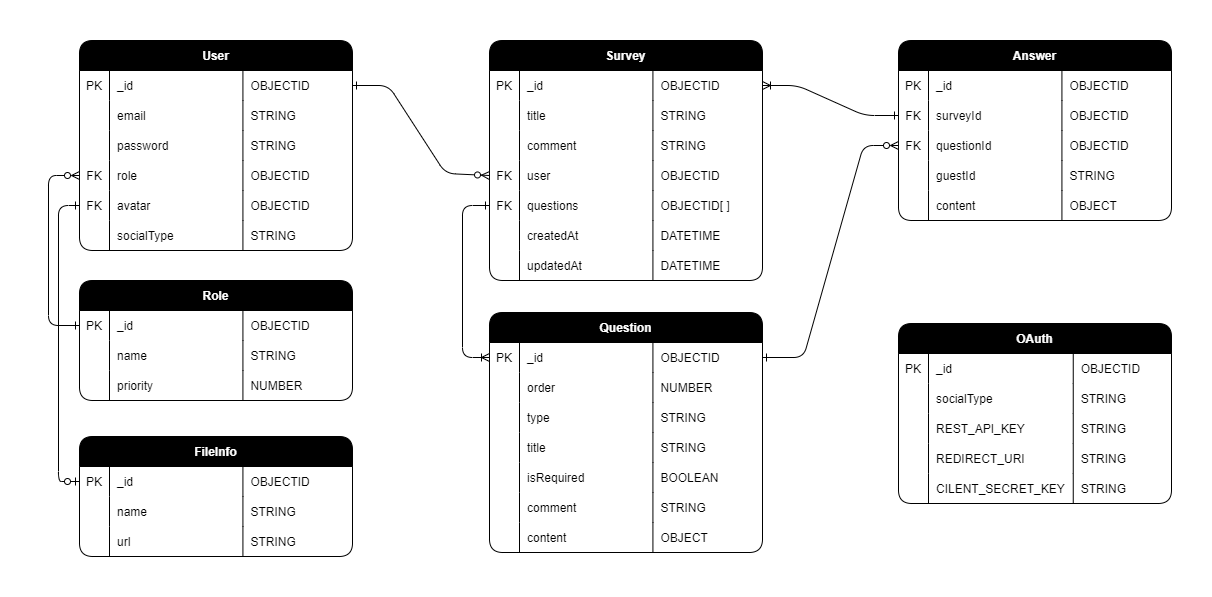 User
PK _id OBJECTID
email STRING
password STRING
FK role OBJECTID
FK avatar OBJECTID
socialType STRING
Role
PK _id OBJECTID
name STRING
priority NUMBER
FileInfo
PK _id OBJECTID
name STRING
url STRING
Survey
PK _id OBJECTID
title STRING
comment STRING
FK user OBJECTID
FK questions OBJECTID[ ]
createdAt DATETIME
updatedAt DATETIME
Question
PK _id OBJECTID
order NUMBER
type STRING
title STRING
isRequired BOOLEAN
comment STRING
content OBJECT
Answer
PK _id OBJECTID
FK surveyId OBJECTID
FK questionId OBJECTID
guestId STRING
content OBJECT
OAuth
PK _id OBJECTID
socialType STRING
REST_API_KEY STRING
REDIRECT_URI STRING
CILENT_SECRET_KEY STRING